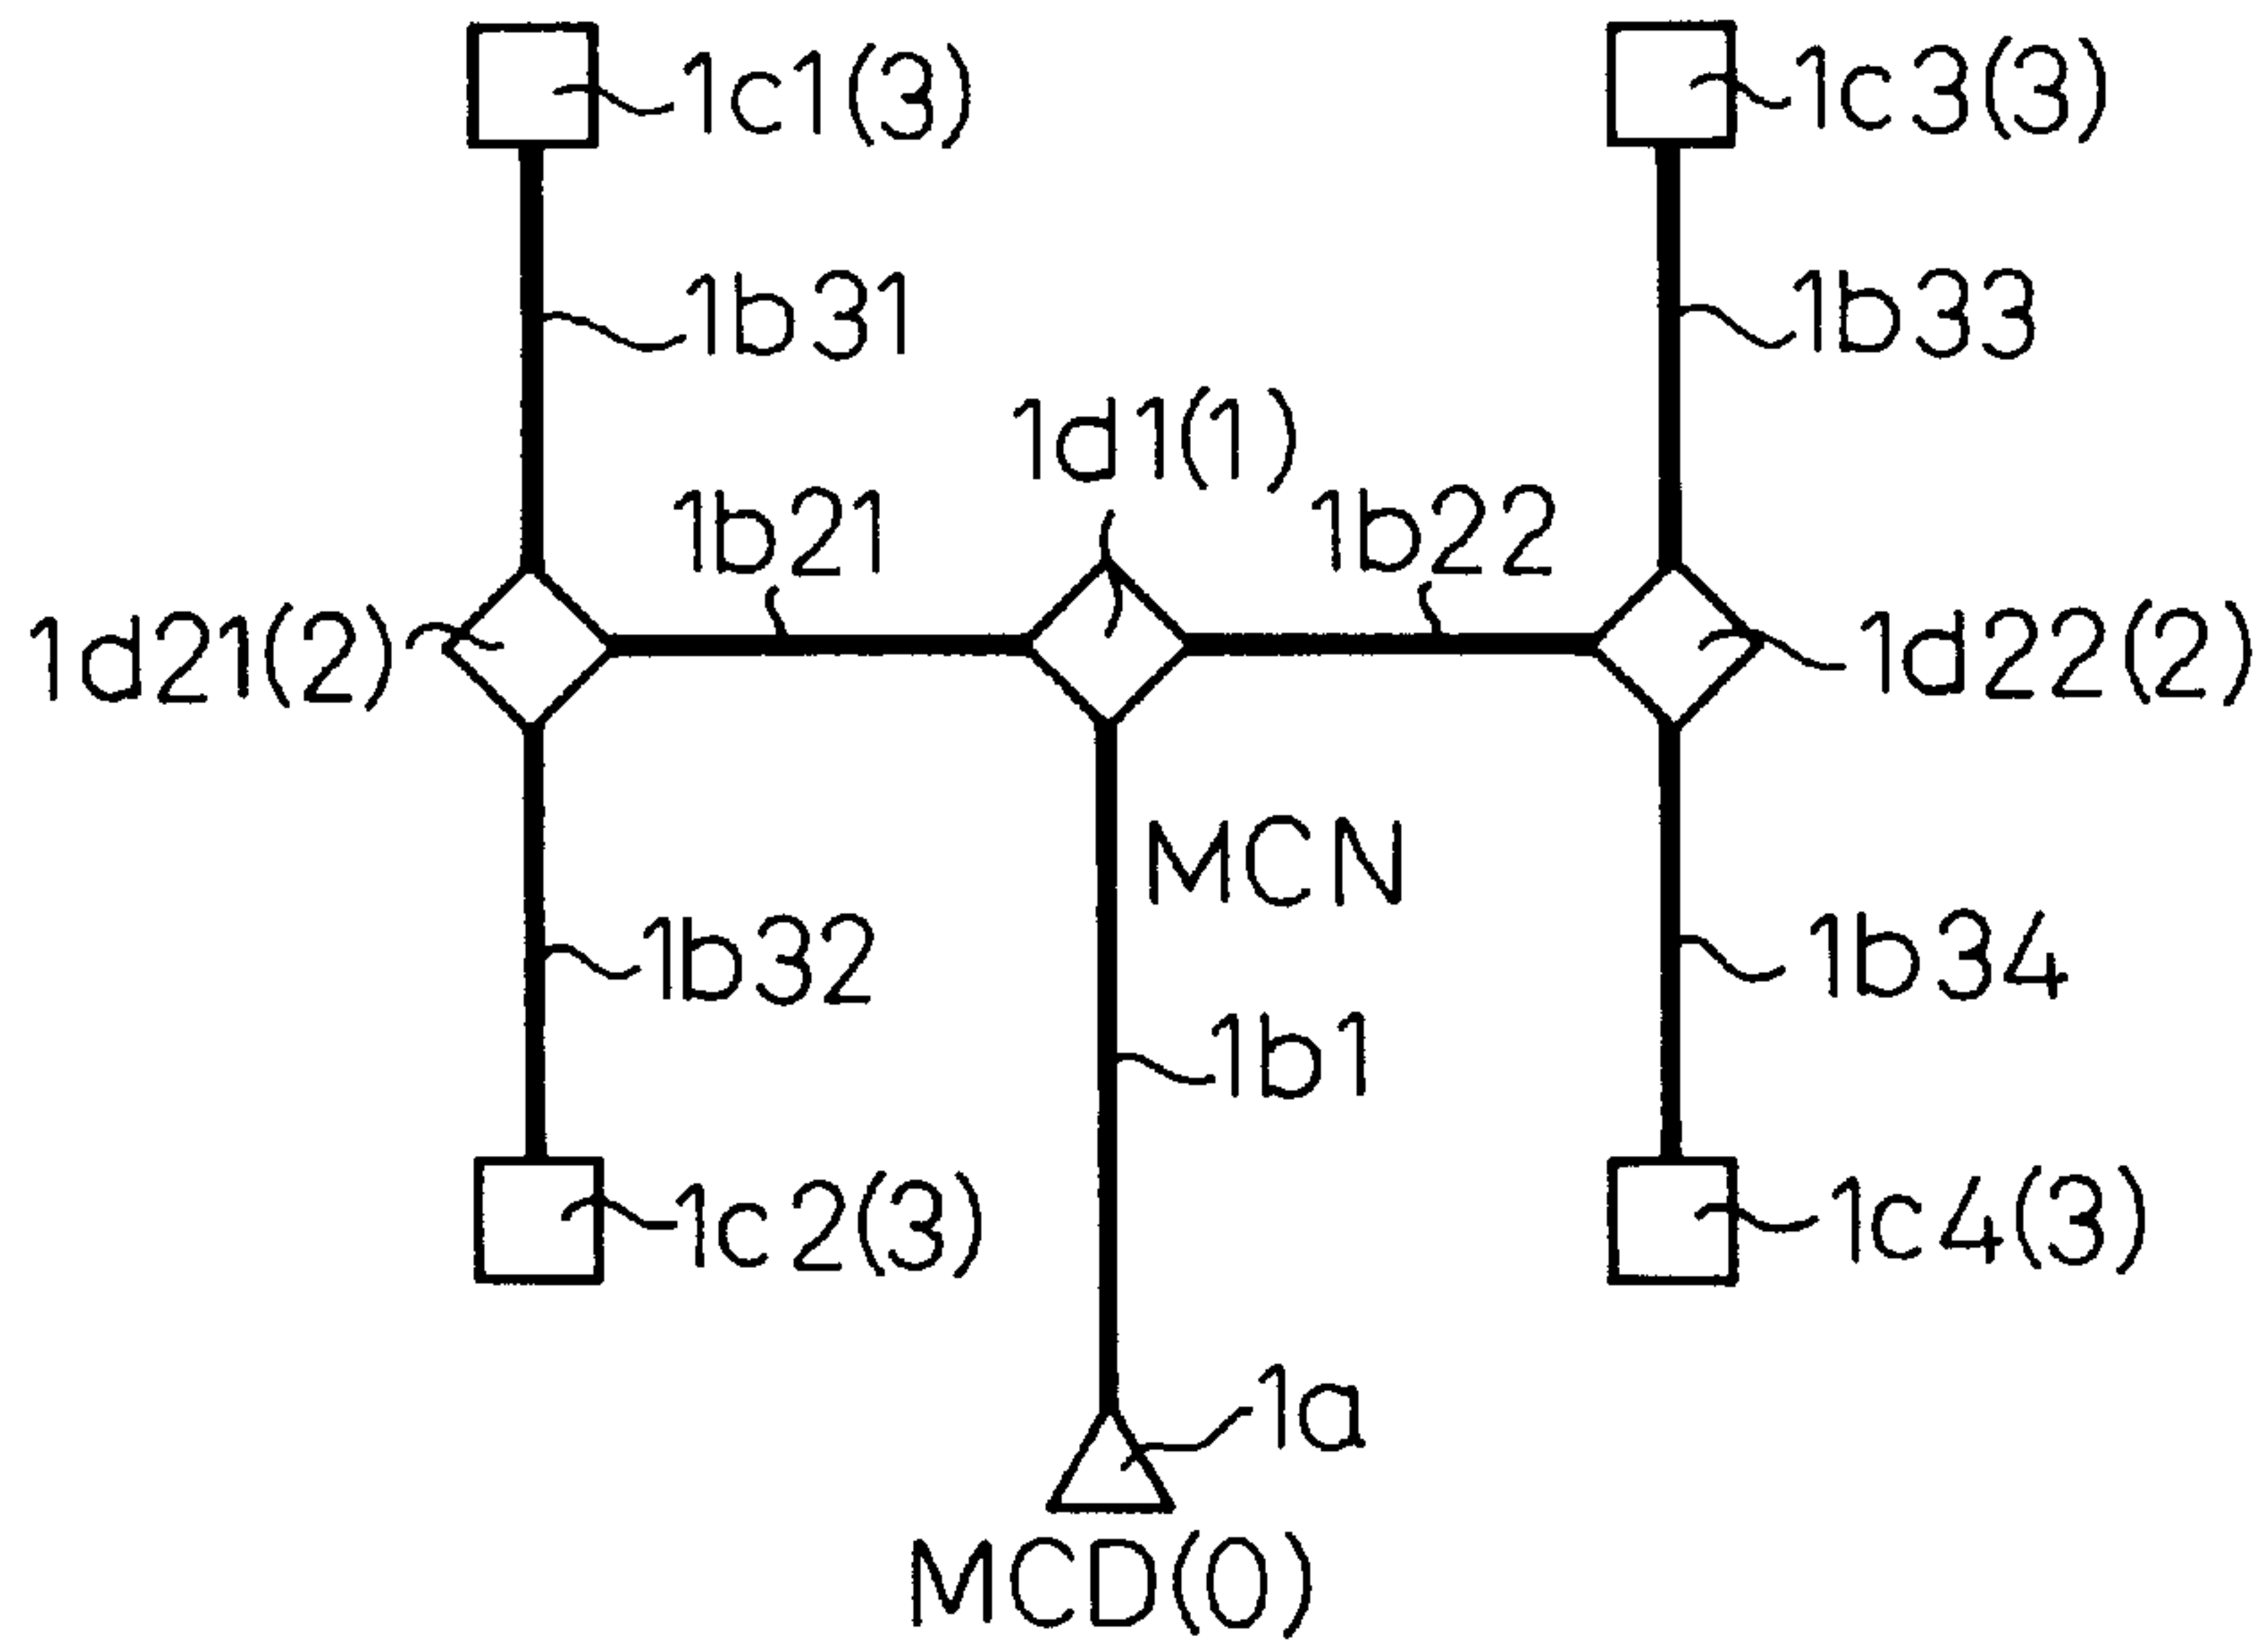 1c1(3)
1c3(3)
1b31
1b33
1d1(1)
1b21
1b22
1d21(2)
1d22(2)
MCN
1b32
1b34
1b1
1c2(3)
1c4(3)
1a
MCD(0)